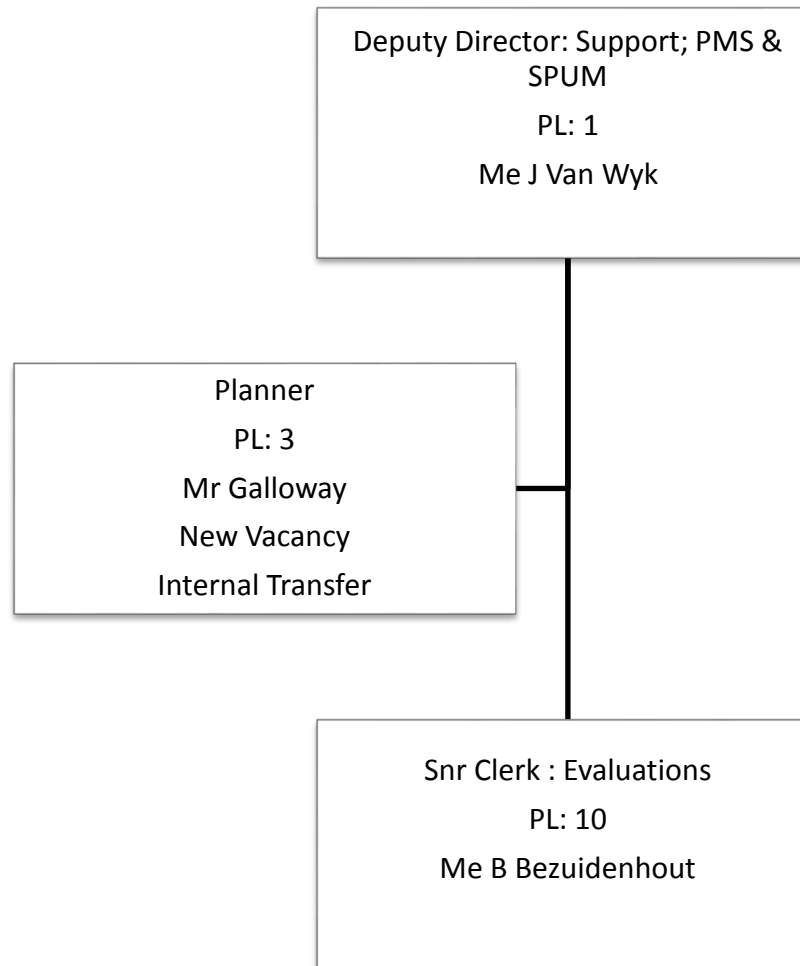 Deputy Director: Support; PMS &
SPUM
PL: 1
Me J Van Wyk
Planner
PL: 3
Mr Galloway
New Vacancy
Internal Transfer
Snr Clerk : Evaluations
PL: 10
Me B Bezuidenhout